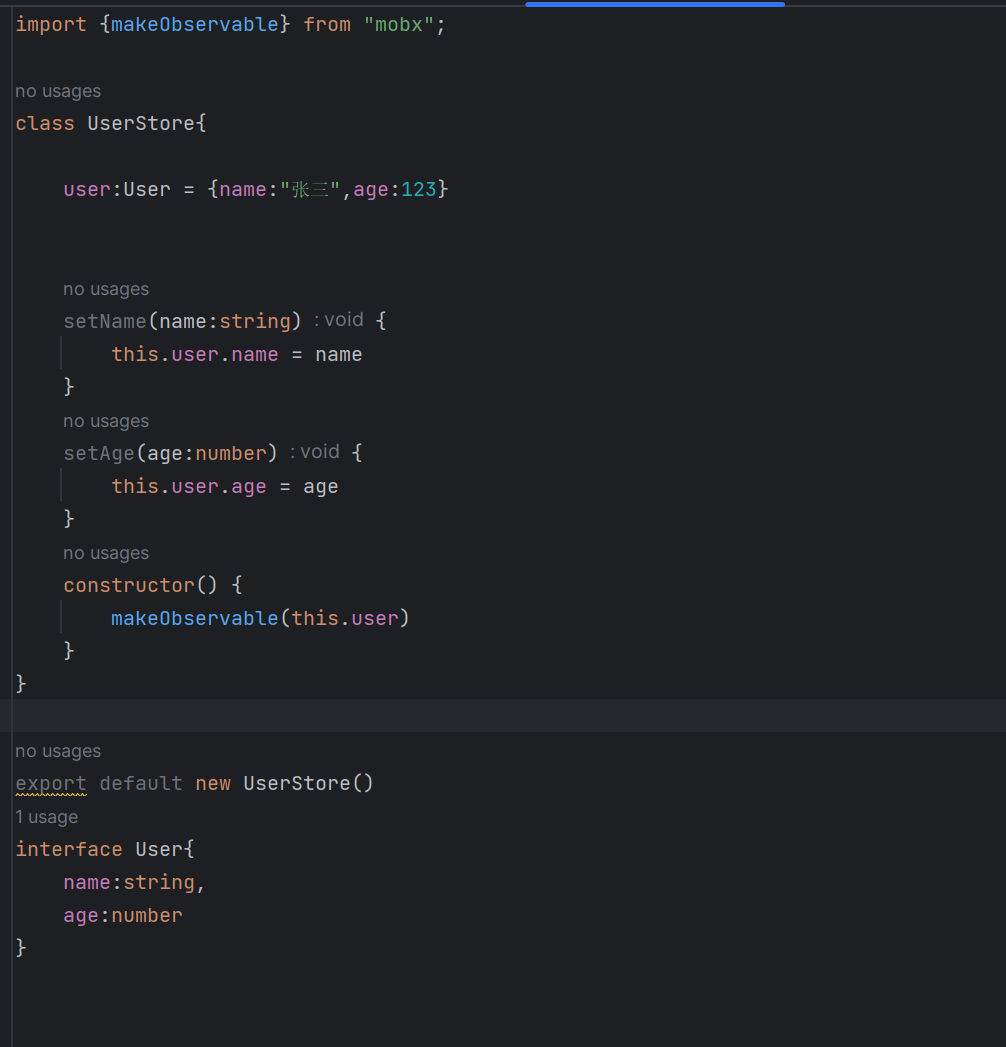 import {makeObservable} from "mobx";
no usages
class UserStore{
user:User = {name:"张三",age:123}
no usages
setName(name:string) : void {
this.user.name = name
}
no usages
setAge(age:number) : void {
this.user.age = age
}
no usages
constructor() {
makeObservable(this.user)
}
}
no usages
export default new UserStore()
1 usage
interface User{
name:string,
age:number
}